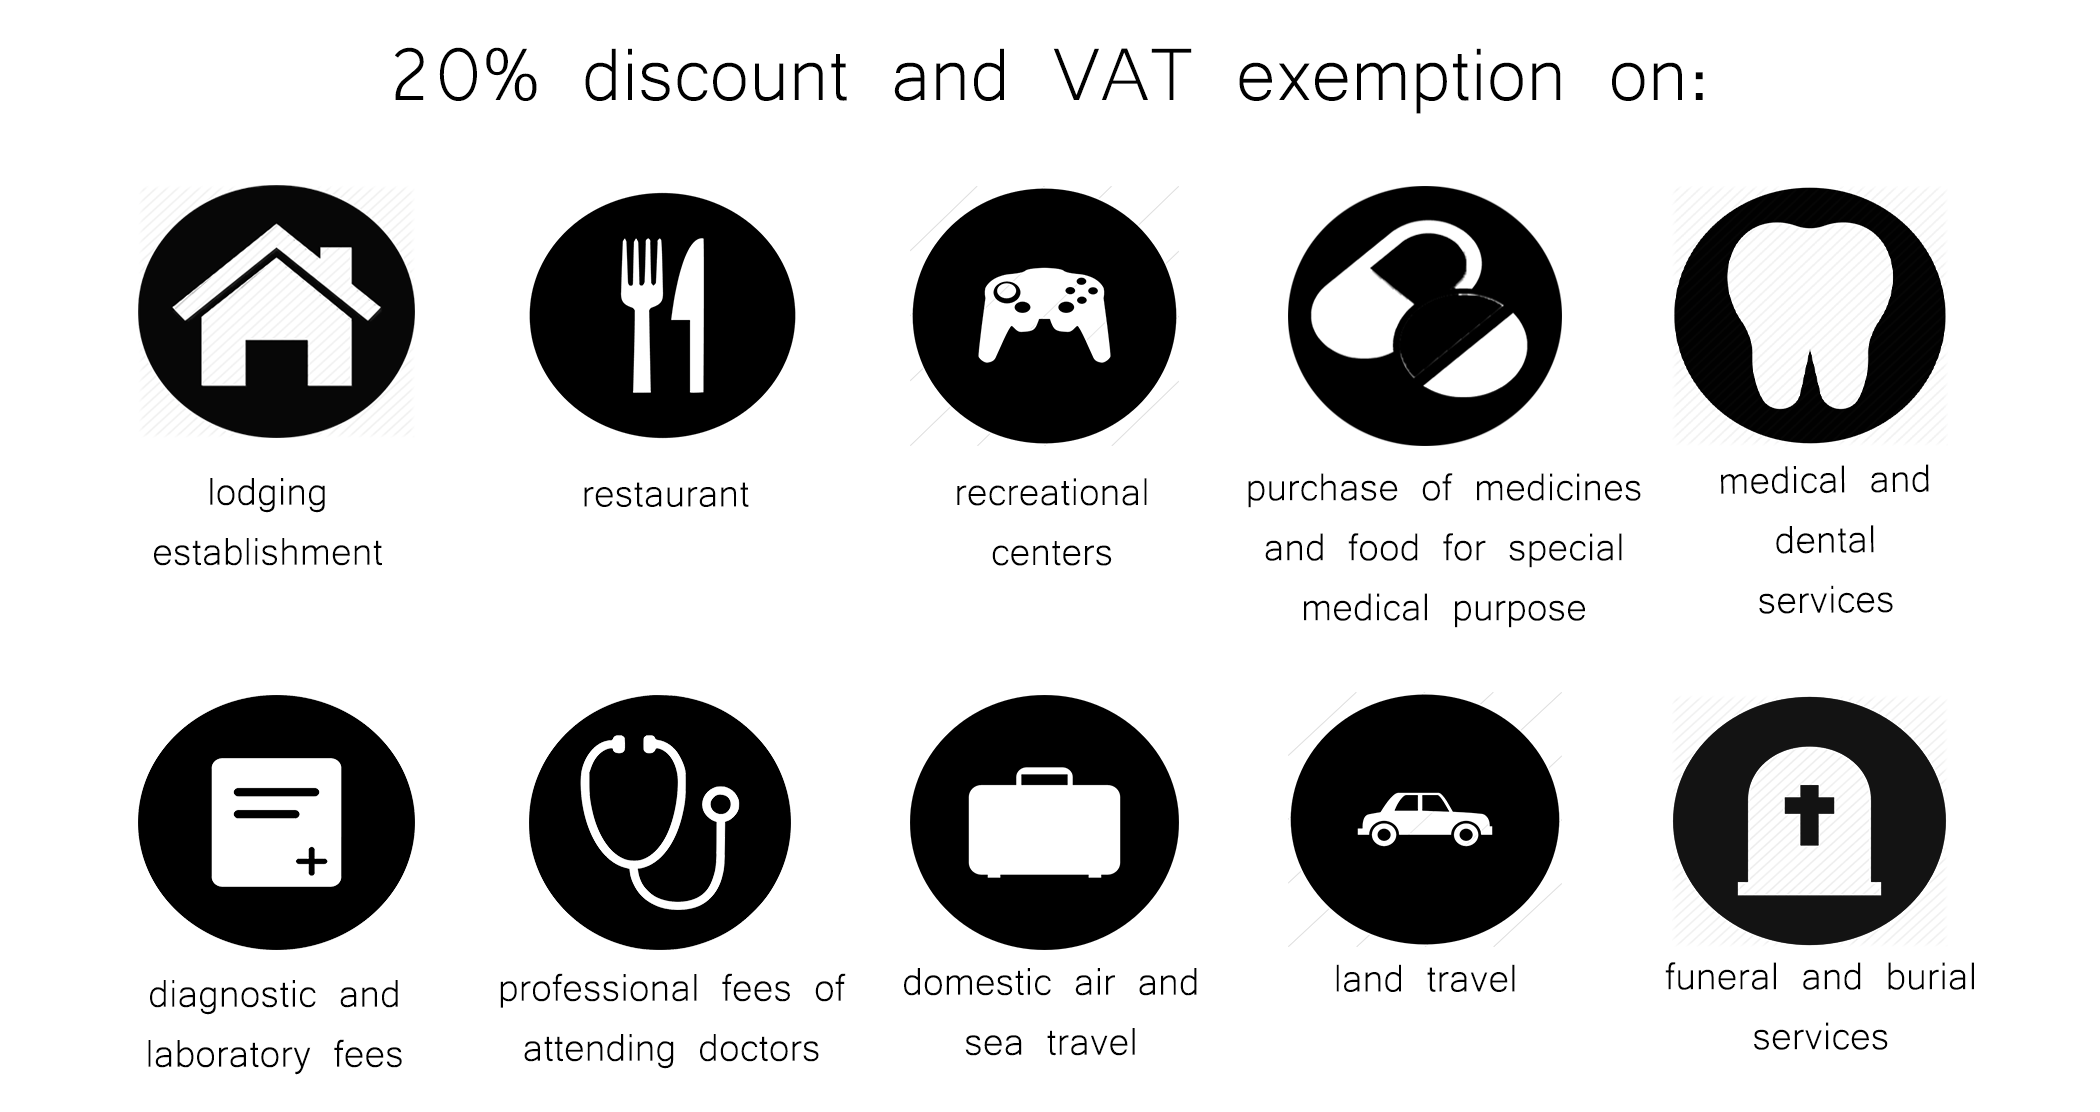 20% discount and VAT exemption on:
lodging
establishment
restaurant
recreational
centers
purchase of medicines
and food for special
medical purpose
medical and
dental
services
diagnostic and
laboratory fees
professional fees of
attending doctors
domestic air and
sea travel
land travel
funeral and burial
services